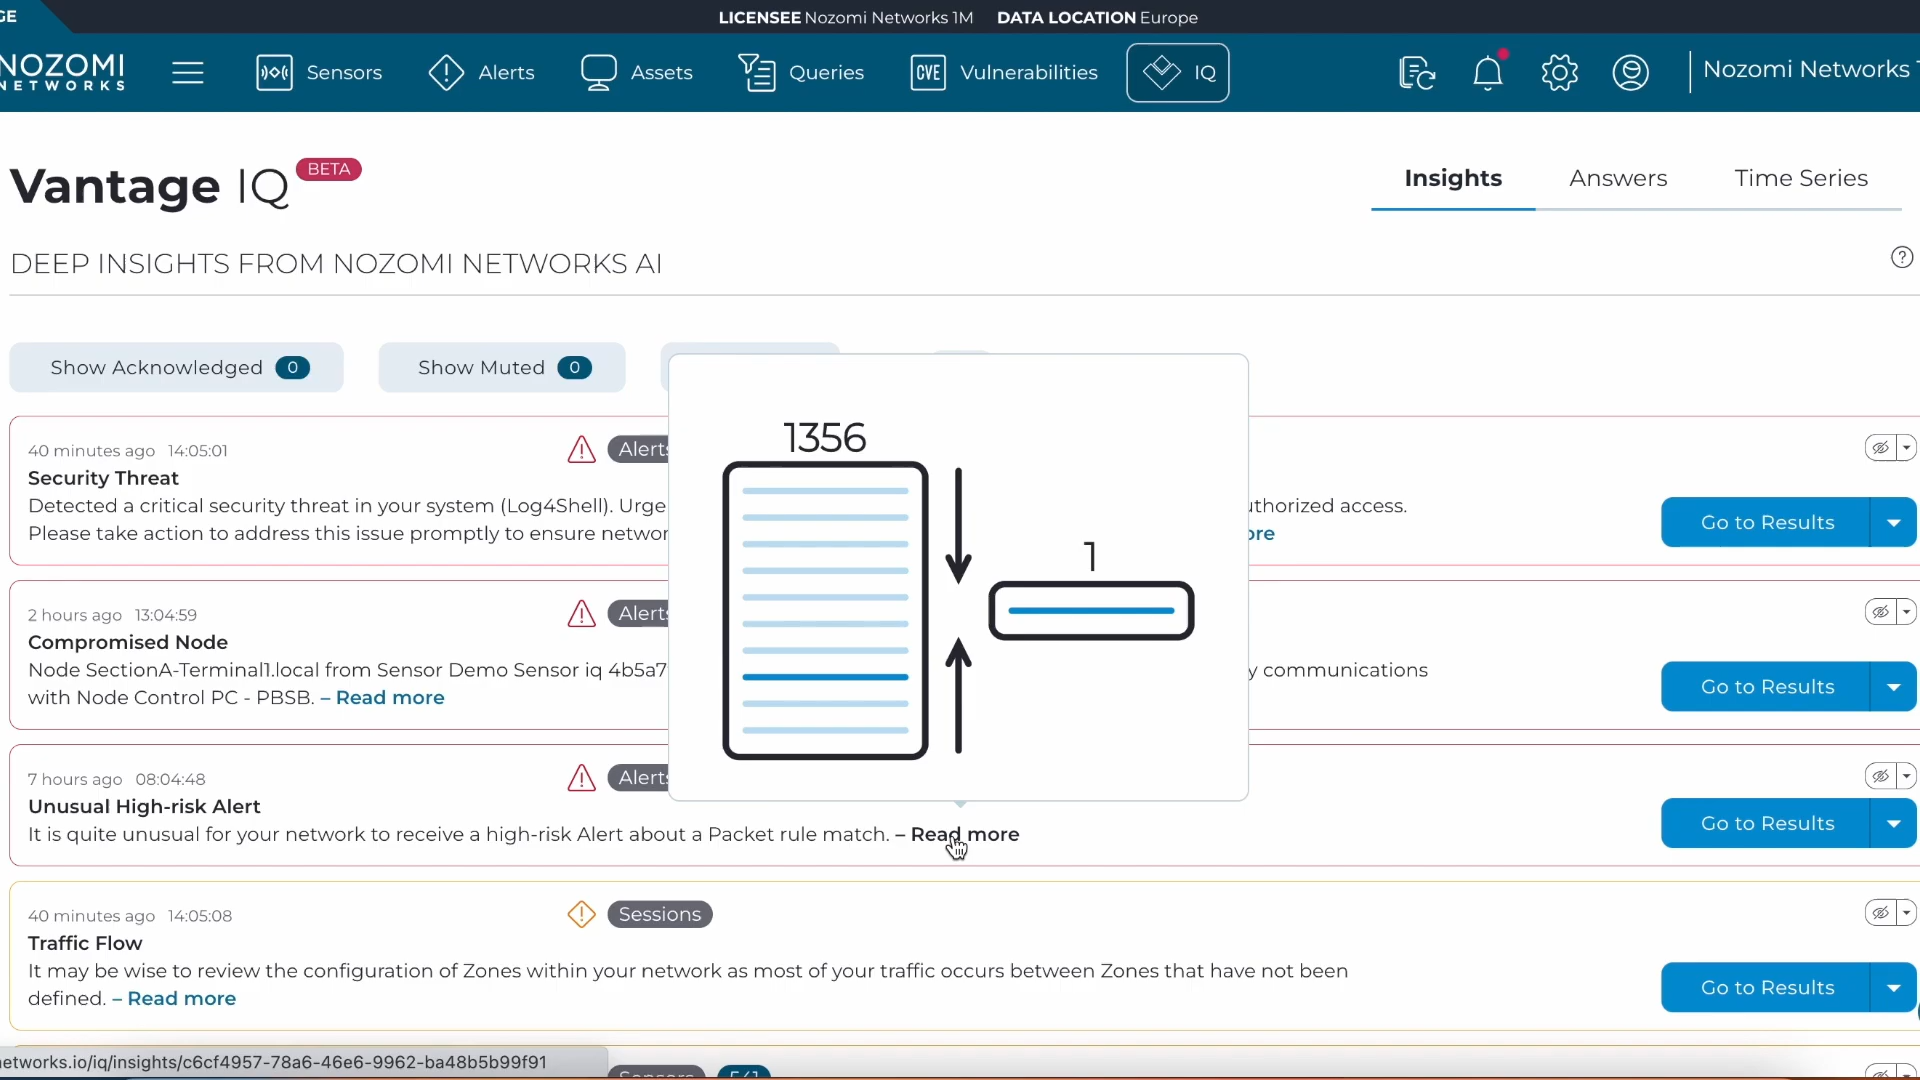 GE
LICENSEE Nozomi Networks 1M DATA LOCATION Europe
NOZOMI
NETWORKS
Sensors
Alerts
Assets
Queries
CVE Vulnerabilities
IQ
Nozomi Networks
Vantage IQ BETA
Insights
Answers
Time Series
DEEP INSIGHTS FROM NOZOMI NETWORKS AI
?
Show Acknowledged 0
Show Muted 0
1356
1
40 minutes ago 14:05:01
Alerts
Security Threat
Detected a critical security threat in your system (Log4Shell). Urge uthorized access.
Please take action to address this issue promptly to ensure networ ore
Go to Results
2 hours ago 13:04:59
Alerts
Compromised Node
Node SectionA-Terminal1.local from Sensor Demo Sensor iq 4b5a7 y communications
with Node Control PC - PBSB. – Read more
Go to Results
7 hours ago 08:04:48
Alerts
Unusual High-risk Alert
It is quite unusual for your network to receive a high-risk Alert about a Packet rule match. – Read more
Go to Results
40 minutes ago 14:05:08
Sessions
Traffic Flow
It may be wise to review the configuration of Zones within your network as most of your traffic occurs between Zones that have not been
defined. – Read more
Go to Results
networks.io/iq/insights/c6cf4957-78a6-46e6-9962-ba48b5b99f91
Sensors 541